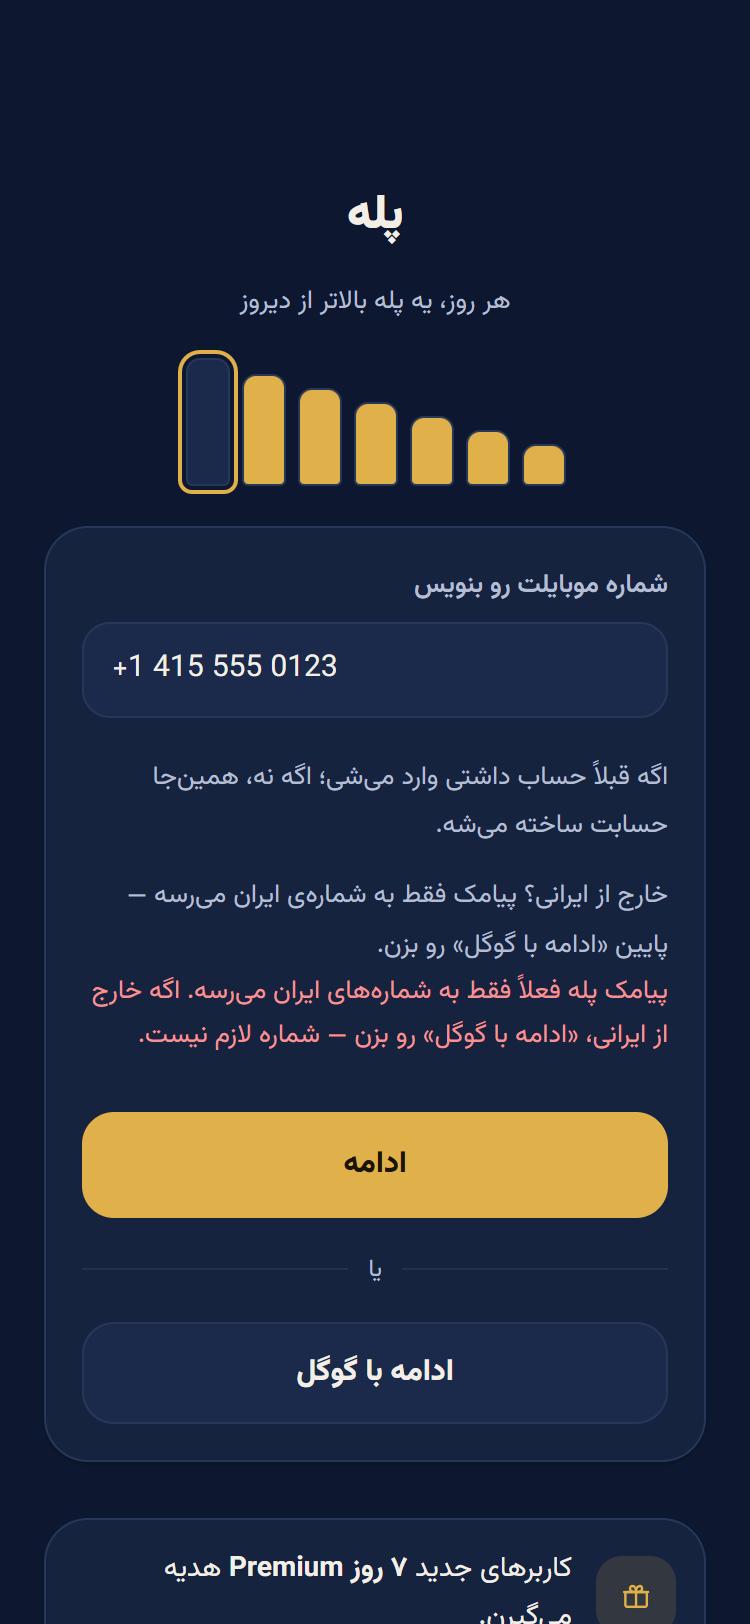 پله
هر روز، یه پله بالاتر از دیروز
شماره موبایلت رو بنویس
+1 415 555 0123
اگه قبلاً حساب داشتی وارد می‌شی؛ اگه نه، همین‌جا
حسابت ساخته می‌شه.
خارج از ایرانی؟ پیامک فقط به شماره‌ی ایران می‌رسه —
پایین «ادامه با گوگل» رو بزن.
پیامک پله فعلاً فقط به شماره‌های ایران می‌رسه. اگه خارج
از ایرانی، «ادامه با گوگل» رو بزن — شماره لازم نیست.
ادامه
یا
ادامه با گوگل
کاربرهای جدید ۷ روز Premium هدیه
می‌گیرن.